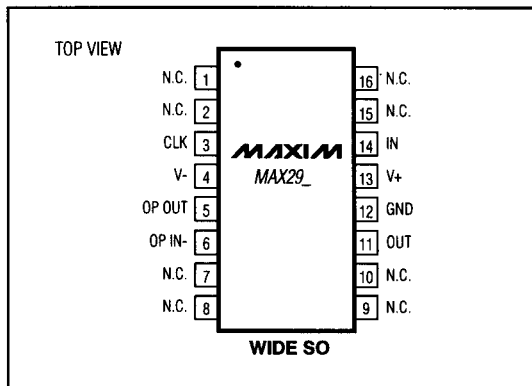 TOP VIEW
N.C. 1 16 N.C.
N.C. 2 15 N.C.
CLK 3 MAXIM 14 IN
V- 4 MAX29_ 13 V+
OP OUT 5 12 GND
OP IN- 6 11 OUT
N.C. 7 10 N.C.
N.C. 8 9 N.C.
WIDE SO